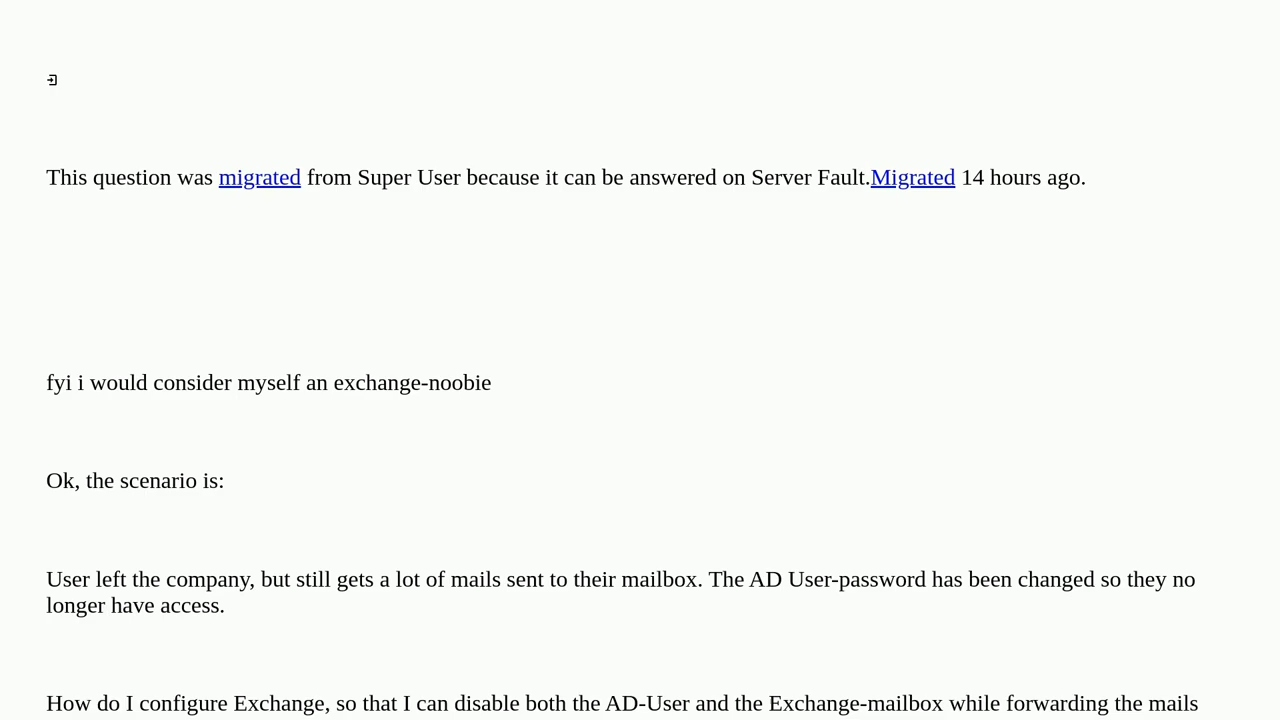 This question was migrated from Super User because it can be answered on Server Fault.Migrated 14 hours ago.
fyi i would consider myself an exchange-noobie
Ok, the scenario is:
User left the company, but still gets a lot of mails sent to their mailbox. The AD User-password has been changed so they no
longer have access.
How do I configure Exchange, so that I can disable both the AD-User and the Exchange-mailbox while forwarding the mails